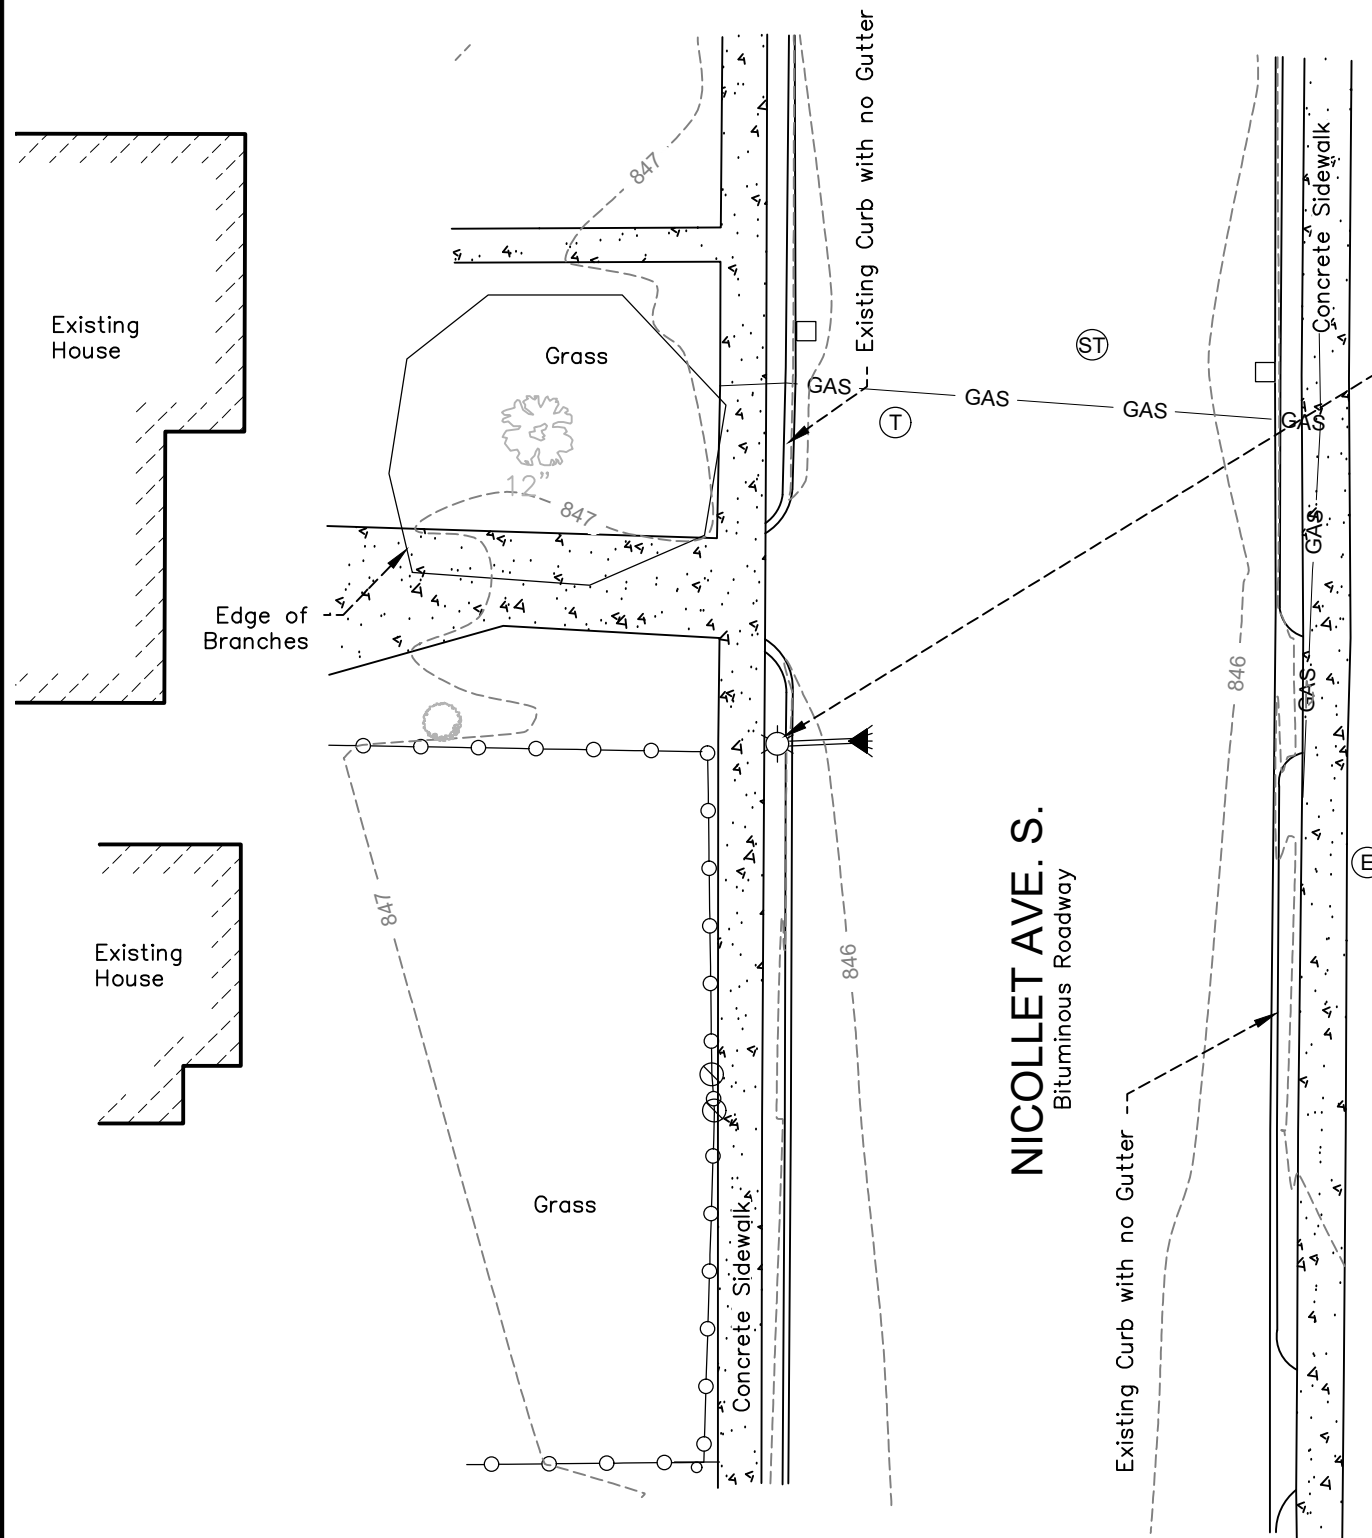 Existing Curb with no Gutter
Concrete Sidewalk
847
Existing
House
Grass
ST
GAS
GAS
GAS
GAS
T
12"
847
GAS
Edge of
Branches
846
GAS
E
847
Existing
House
846
NICOLLET AVE. S.
Bituminous Roadway
Grass
Concrete Sidewalk
Existing Curb with no Gutter